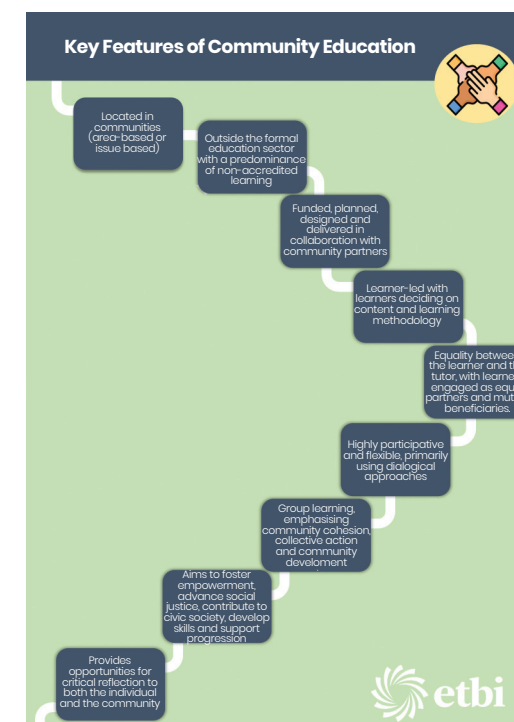 Key Features of Community Education
Located in
communities
(area-based or
issue based)
Outside the formal
education sector
with a predominance
of non-accredited
learning
Funded, planned,
designed and
delivered in
collaboration with
community partners
Learner-led with
learners deciding on
content and learning
methodology
Equality betwee
the learner and th
tutor, with learne
engaged as equ
partners and mut
beneficiaries.
Highly participative
and flexible, primarily
using dialogical
approaches
Group learning,
emphasising
community cohesion,
collective action
and community
develoment
Aims to foster
empowerment,
advance social
justice, contribute to
civic society, develop
skills and support
progression
Provides
opportunities for
critical reflection to
both the individual
and the community
etbi